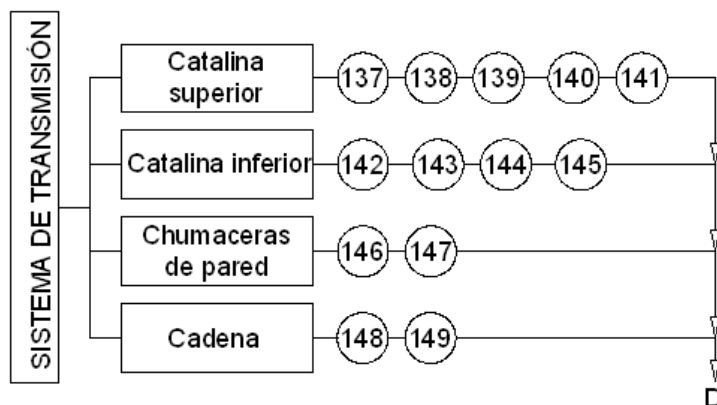 SISTEMA DE TRANSMISIÓN
Catalina
superior
137 138 139 140 141
Catalina inferior
142 143 144 145
Chumaceras
de pared
146 147
Cadena
148 149
D